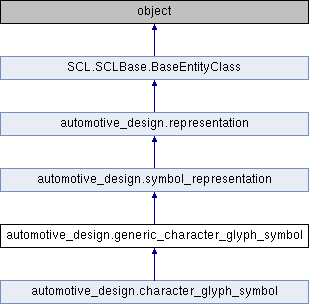 object
SCL.SCLBase.BaseEntityClass
automotive_design.representation
automotive_design.symbol_representation
automotive_design.generic_character_glyph_symbol
automotive_design.character_glyph_symbol